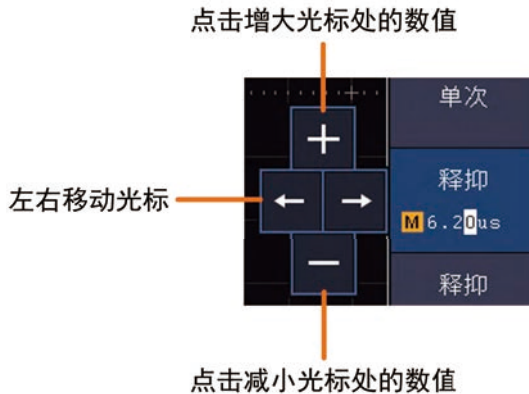 点击增大光标处的数值
单次
释抑
左右移动光标
M 6.20us
释抑
点击减小光标处的数值